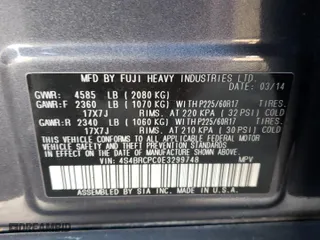 MFD BY FUJI HEAVY INDUSTRIES LTD. 03/14
GVWR: 4585 LB (2080 KG)
GAWR:F 2360 LB (1070 KG) WITH P225/60R17 TIRES.
17X7J RIMS. AT 220 KPA (32 PSI) COLD
GAWR:R 2340 LB (1060 KG) WITH P225/60R17 TIRES.
17X7J RIMS. AT 210 KPA (30 PSI) COLD
THIS VEHICLE CONFORMS TO ALL APPLICABLE FEDERAL MOTOR
VEHICLE SAFETY, BUMPER, AND THEFT PREVENTION STANDARDS
IN EFFECT ON THE DATE OF MANUFACTURE SHOWN ABOVE.
VIN: 4S4BRCPC0E3299748 MPV
ASSEMBLED BY SIA INC. IN U.S.A.